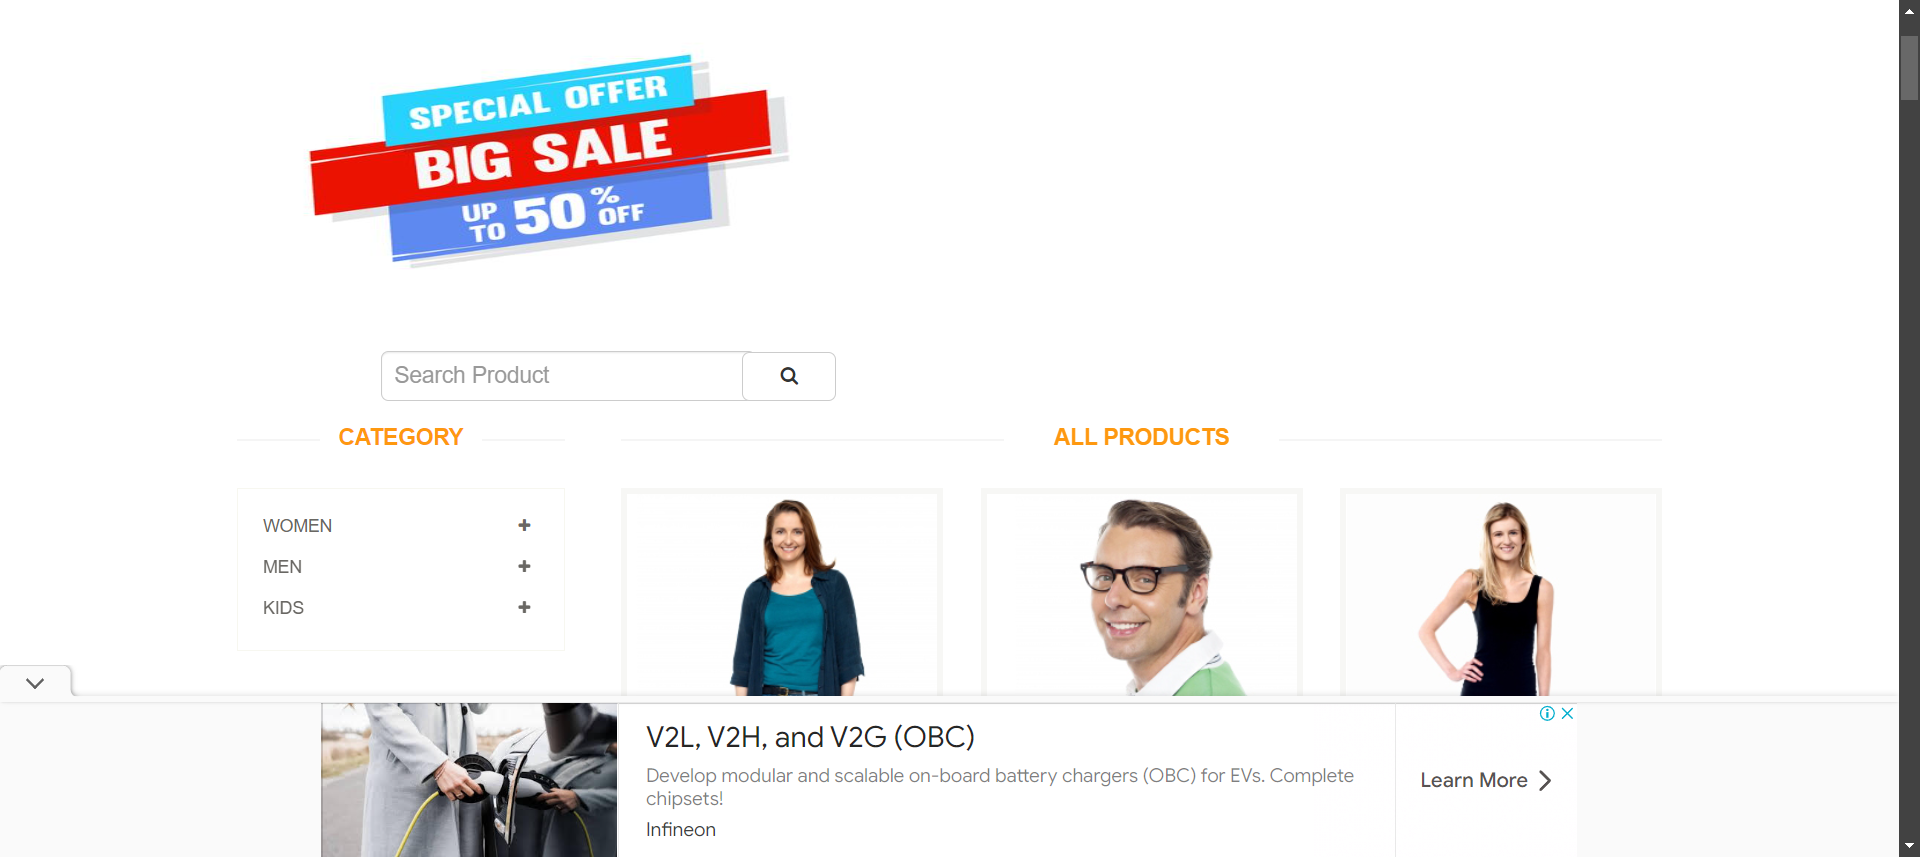 SPECIAL OFFER
BIG SALE
UP TO 50% OFF
Search Product
CATEGORY
ALL PRODUCTS
WOMEN
MEN
KIDS
V2L, V2H, and V2G (OBC)
Develop modular and scalable on-board battery chargers (OBC) for EVs. Complete
chipsets!
Infineon
Learn More